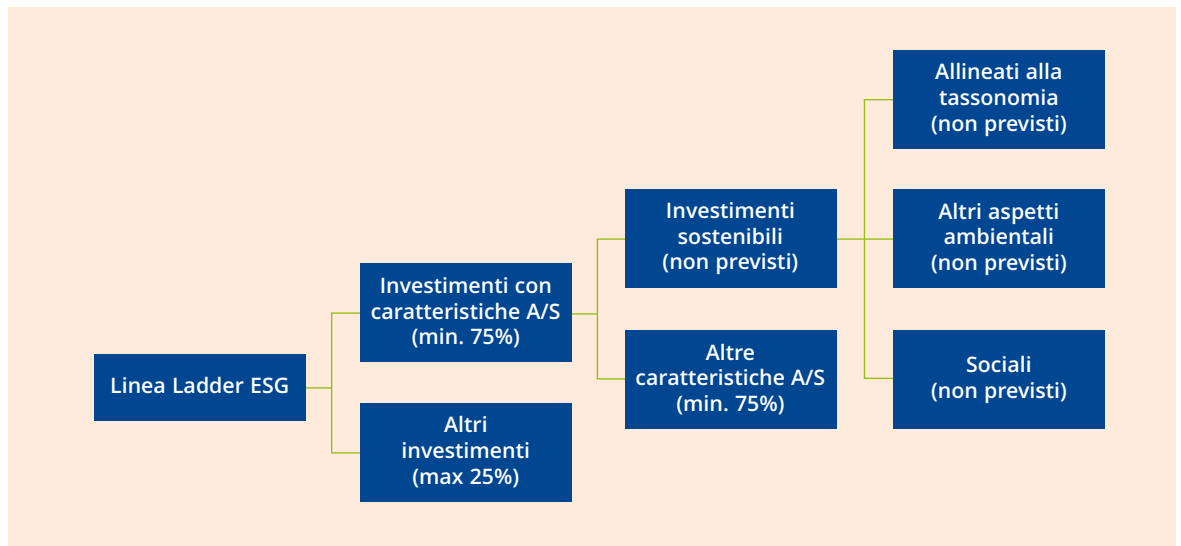 Linea Ladder ESG
Investimenti con
caratteristiche A/S
(min. 75%)
Altri
investimenti
(max 25%)
Investimenti
sostenibili
(non previsti)
Altre
caratteristiche A/S
(min. 75%)
Allineati alla
tassonomia
(non previsti)
Altri aspetti
ambientali
(non previsti)
Sociali
(non previsti)